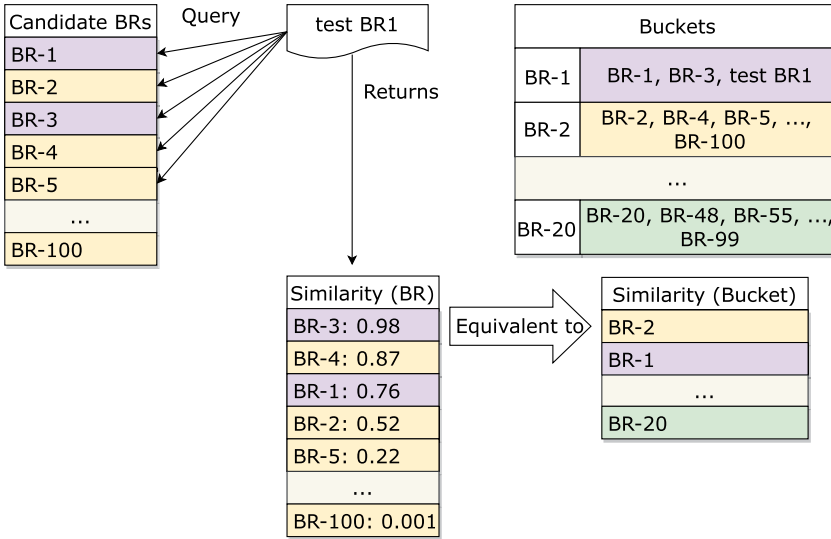 Candidate BRs
BR-1
BR-2
BR-3
BR-4
BR-5
...
BR-100
Query
test BR1
Returns
Buckets
BR-1
BR-1, BR-3, test BR1
BR-2
BR-2, BR-4, BR-5, ...,
BR-100
...
BR-20
BR-20, BR-48, BR-55, ...,
BR-99
Similarity (BR)
BR-3: 0.98
BR-4: 0.87
BR-1: 0.76
BR-2: 0.52
BR-5: 0.22
...
BR-100: 0.001
Equivalent to
Similarity (Bucket)
BR-2
BR-1
...
BR-20